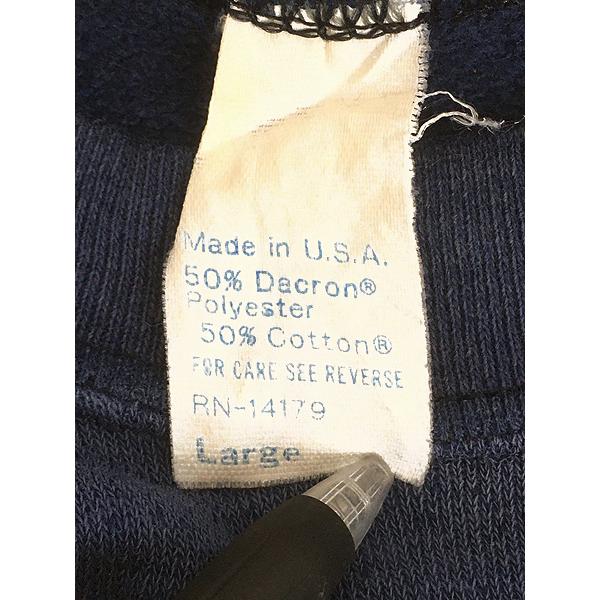 Made in U.S.A.
50% Dacron®
Polyester
50% Cotton®
FOR CARE SEE REVERSE
RN-14179
Large